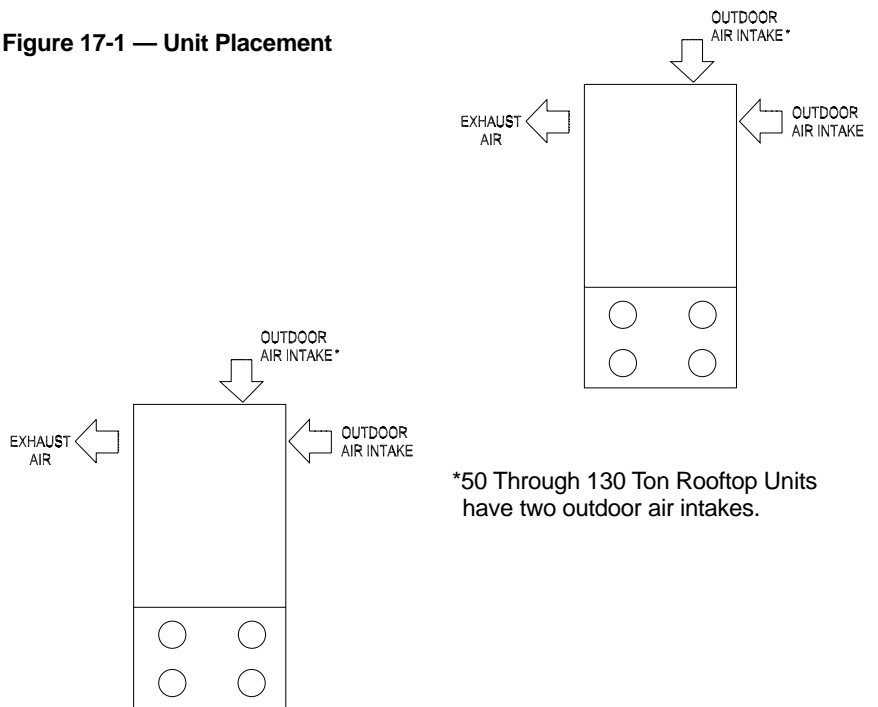 Figure 17-1 — Unit Placement
OUTDOOR
AIR INTAKE*
EXHAUST
AIR
OUTDOOR
AIR INTAKE
OUTDOOR
AIR INTAKE*
EXHAUST
AIR
OUTDOOR
AIR INTAKE
*50 Through 130 Ton Rooftop Units
have two outdoor air intakes.